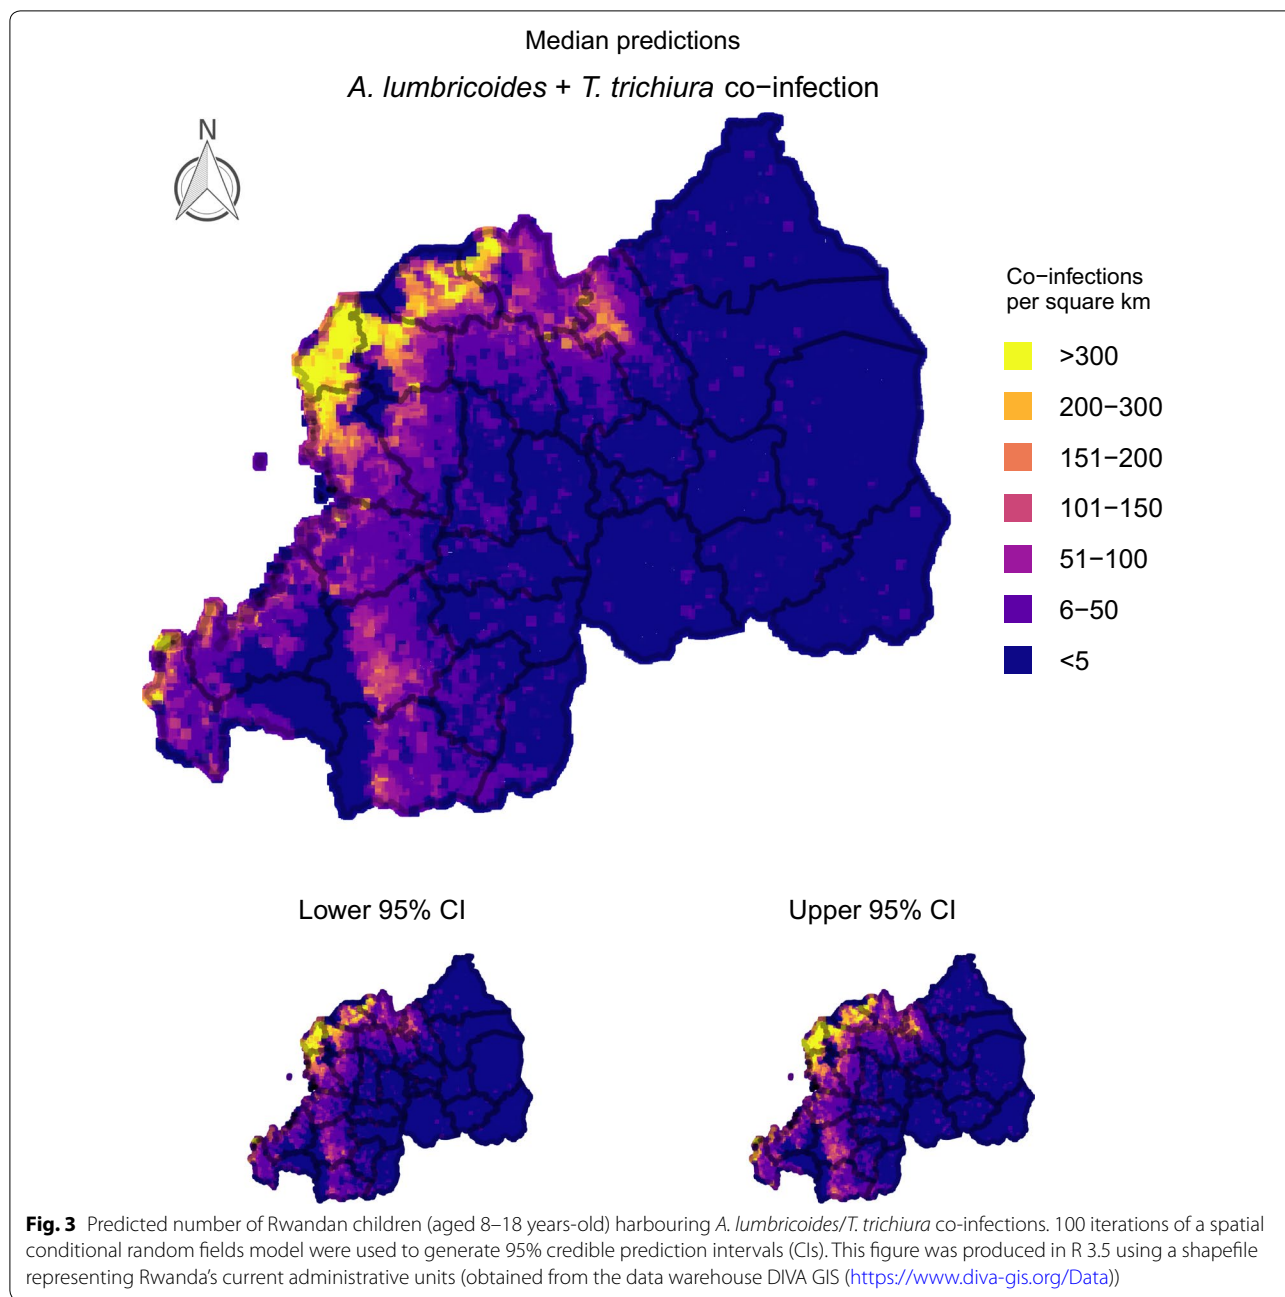 Median predictions
A. lumbricoides + T. trichiura co−infection
N
Co−infections
per square km
>300
200−300
151−200
101−150
51−100
6−50
<5
Lower 95% CI
Upper 95% CI
Fig. 3 Predicted number of Rwandan children (aged 8–18 years-old) harbouring A. lumbricoides/T. trichiura co-infections. 100 iterations of a spatial
conditional random fields model were used to generate 95% credible prediction intervals (CIs). This figure was produced in R 3.5 using a shapefile
representing Rwanda's current administrative units (obtained from the data warehouse DIVA GIS (https://www.diva-gis.org/Data))